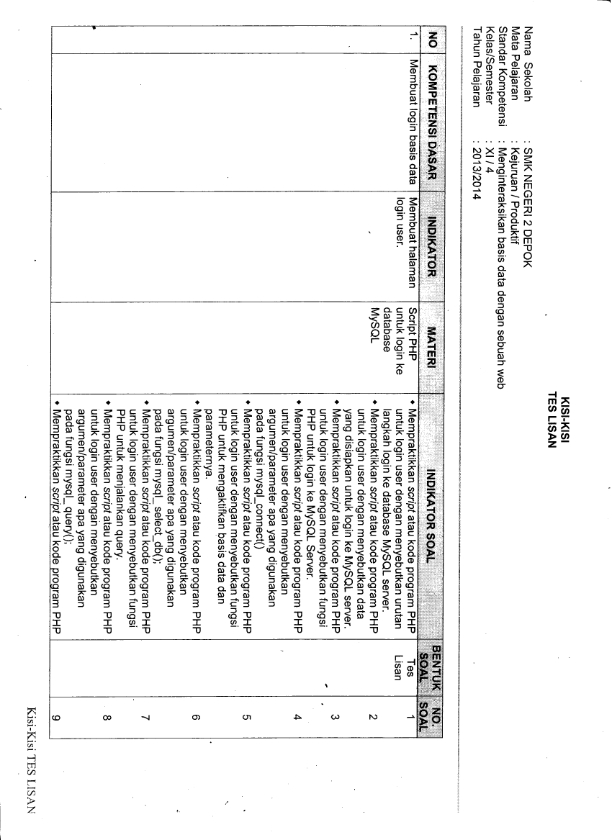 KISI-KISI
TES LISAN
Nama Sekolah : SMK NEGERI 2 DEPOK
Mata Pelajaran : Kejuruan / Produktif
Standar Kompetensi : Menginteraksikan basis data dengan sebuah web
Kelas/Semester : XI / 4
Tahun Pelajaran : 2013/2014
NO
KOMPETENSI DASAR
INDIKATOR
MATERI
INDIKATOR SOAL
BENTUK
SOAL
NO.
SOAL
1.
Membuat login basis data
Membuat halaman
login user.
Script PHP
untuk login ke
database
MySQL
• Mempraktikkan script atau kode program PHP
untuk login user dengan menyebutkan urutan
langkah login ke database MySQL server.
• Mempraktikkan script atau kode program PHP
untuk login user dengan menyebutkan data
yang disiapkan untuk login ke MySQL server.
• Mempraktikkan script atau kode program PHP
untuk login user dengan menyebutkan fungsi
PHP untuk login ke MySQL Server.
• Mempraktikkan script atau kode program PHP
untuk login user dengan menyebutkan
argumen/parameter apa yang digunakan
pada fungsi mysql_connect()
• Mempraktikkan script atau kode program PHP
untuk login user dengan menyebutkan fungsi
PHP untuk mengaktifkan basis data dan
parameternya.
• Mempraktikkan script atau kode program PHP
untuk login user dengan menyebutkan
argumen/parameter apa yang digunakan
pada fungsi mysql_select_db();
• Mempraktikkan script atau kode program PHP
untuk login user dengan menyebutkan fungsi
PHP untuk menjalankan query.
• Mempraktikkan script atau kode program PHP
untuk login user dengan menyebutkan
argumen/parameter apa yang digunakan
pada fungsi mysql_query();
• Mempraktikkan script atau kode program PHP
Tes
Lisan
1
2
3
4
5
6
7
8
9
Kisi-Kisi TES LISAN